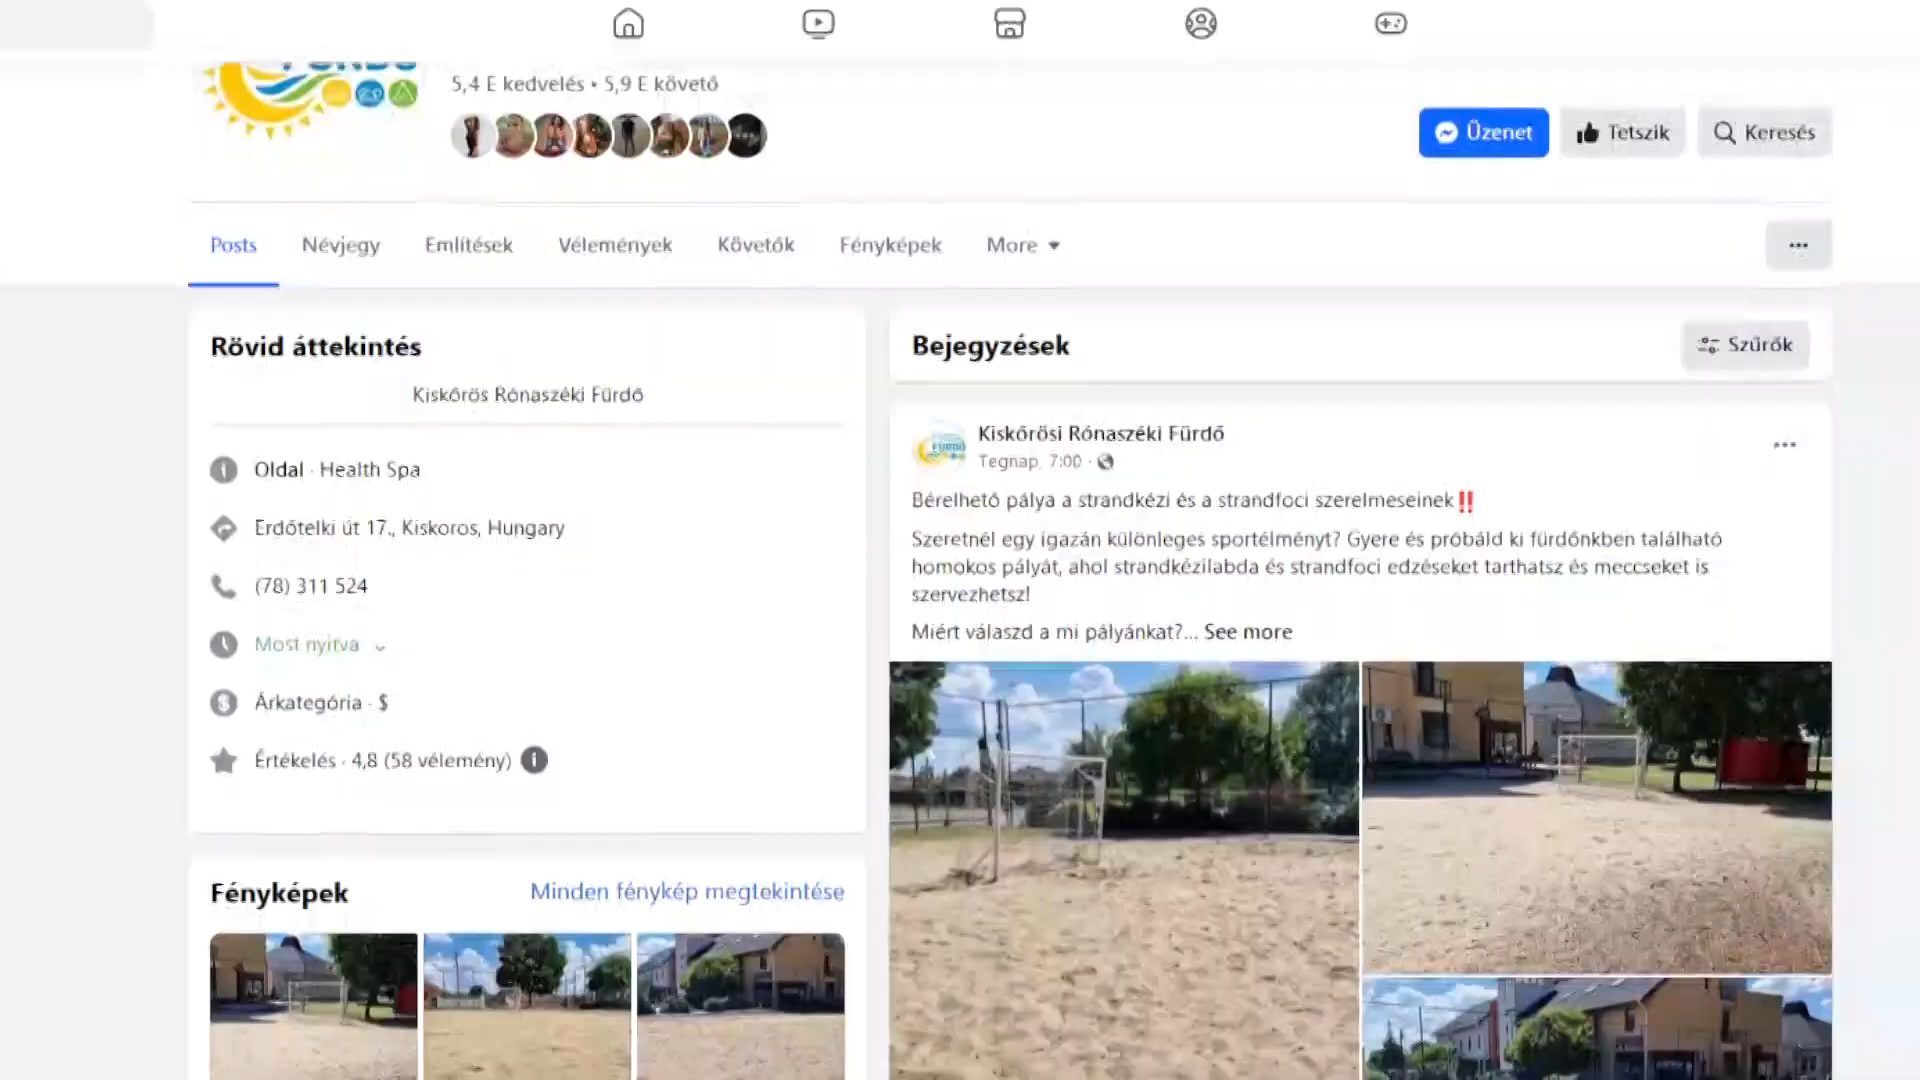 FÜRDŐ
5,4 E kedvelés • 5,9 E követő
Üzenet
Tetszik
Keresés
Posts
Névjegy
Említések
Vélemények
Követők
Fényképek
More
Rövid áttekintés
Kiskőrös Rónaszéki Fürdő
Oldal · Health Spa
Erdőtelki út 17., Kiskoros, Hungary
(78) 311 524
Most nyitva
Árkategória · $
Értékelés · 4,8 (58 vélemény)
Fényképek
Minden fénykép megtekintése
Bejegyzések
Szűrők
FÜRDŐ
Kiskőrösi Rónaszéki Fürdő
Tegnap, 7:00 ·
Bérelhető pálya a strandkézi és a strandfoci szerelmeseinek‼️
Szeretnél egy igazán különleges sportélményt? Gyere és próbáld ki fürdőnkben található
homokos pályát, ahol strandkézilabda és strandfoci edzéseket tarthatsz és meccseket is
szervezhetsz!
Miért válaszd a mi pályánkat?... See more